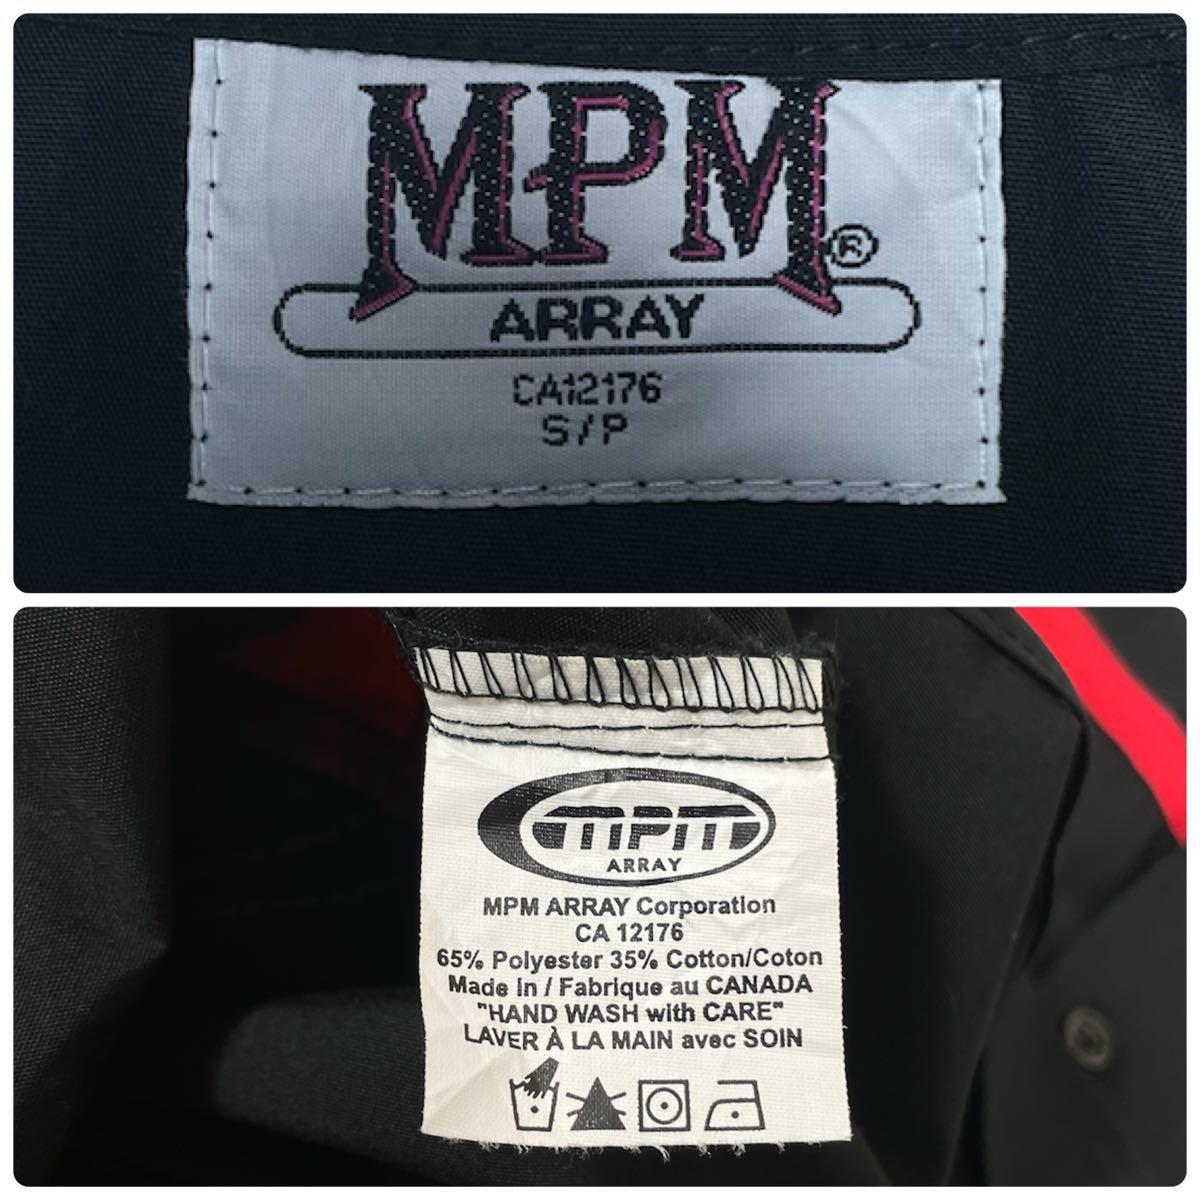 MPM®
ARRAY
CA12176
S/P
MPM
ARRAY
MPM ARRAY Corporation
CA 12176
65% Polyester 35% Cotton/Coton
Made In / Fabrique au CANADA
"HAND WASH with CARE"
LAVER À LA MAIN avec SOIN